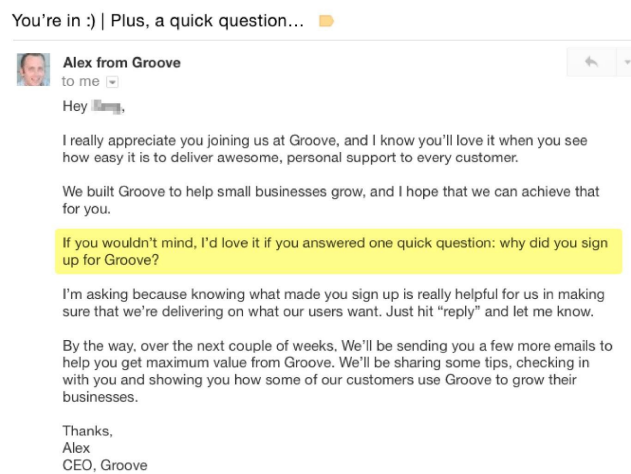 You're in :) | Plus, a quick question…
Alex from Groove
to me
Hey
I really appreciate you joining us at Groove, and I know you'll love it when you see
how easy it is to deliver awesome, personal support to every customer.
We built Groove to help small businesses grow, and I hope that we can achieve that
for you.
If you wouldn't mind, I'd love it if you answered one quick question: why did you sign
up for Groove?
I'm asking because knowing what made you sign up is really helpful for us in making
sure that we're delivering on what our users want. Just hit “reply” and let me know.
By the way, over the next couple of weeks, We'll be sending you a few more emails to
help you get maximum value from Groove. We'll be sharing some tips, checking in
with you and showing you how some of our customers use Groove to grow their
businesses.
Thanks,
Alex
CEO, Groove